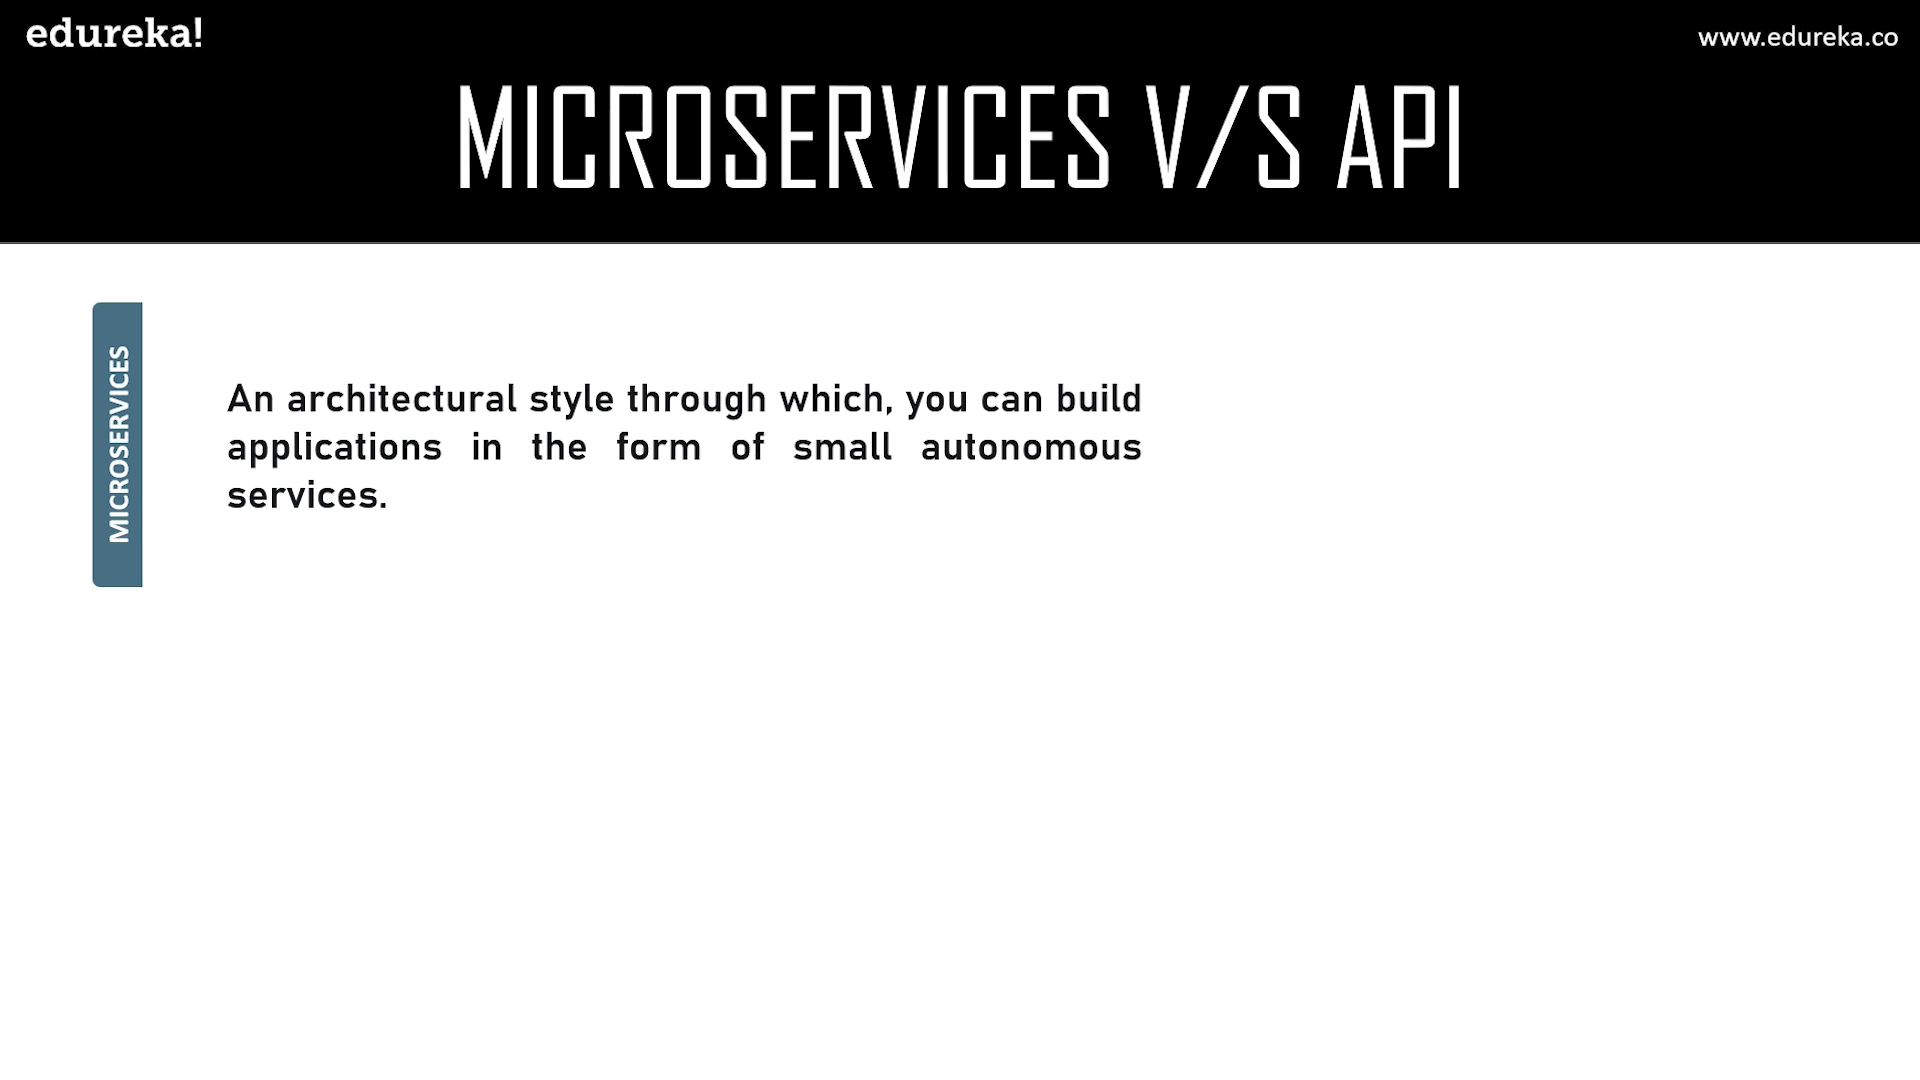 edureka!
www.edureka.co
MICROSERVICES V/S API
MICROSERVICES
An architectural style through which, you can build
applications in the form of small autonomous
services.